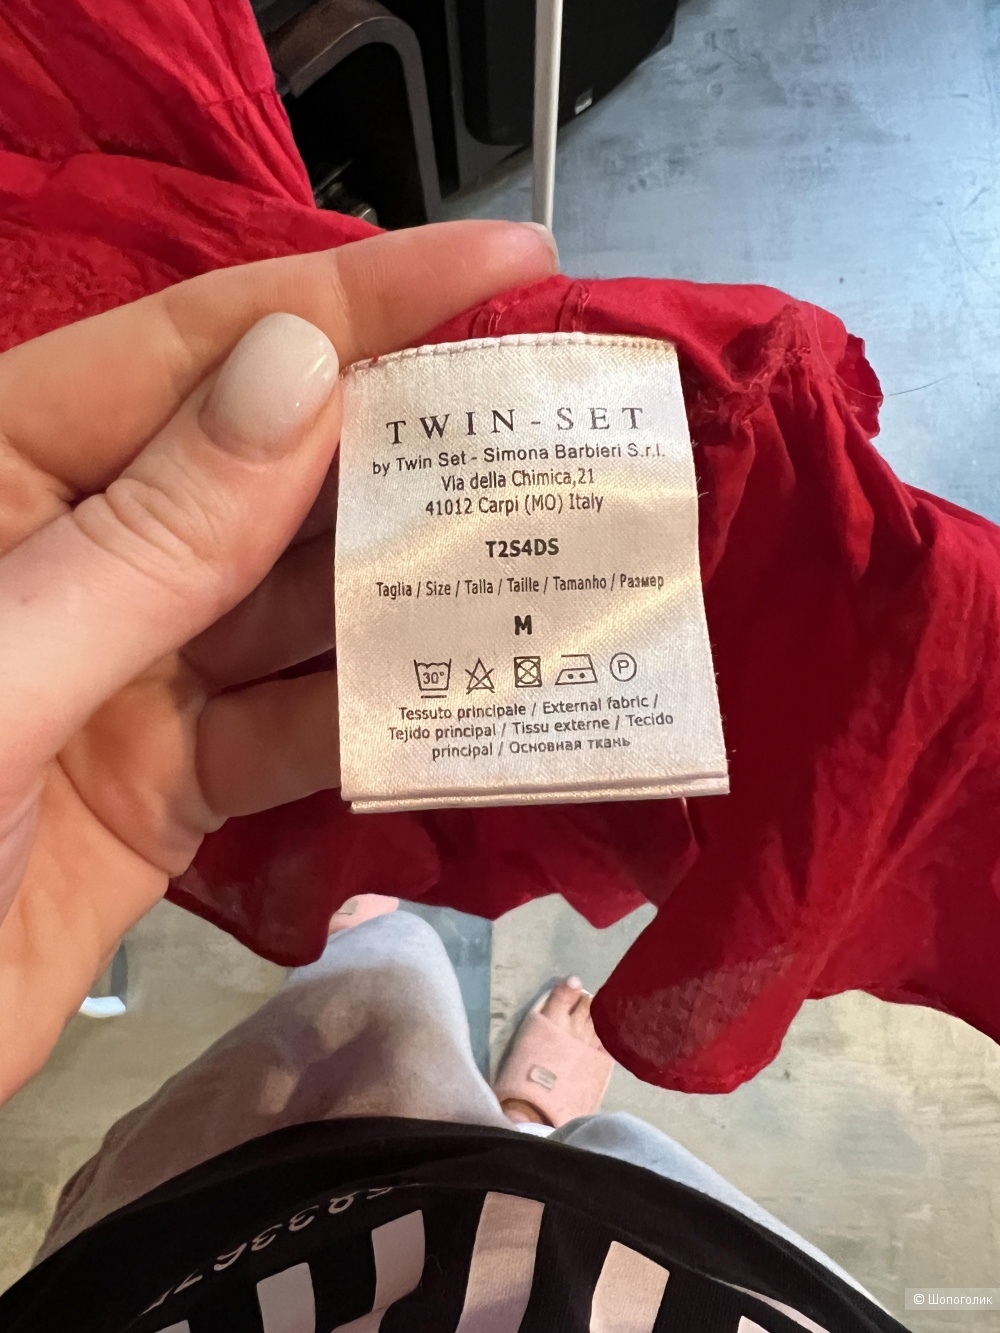 TWIN-SET
by Twin Set - Simona Barbieri S.r.l.
Via della Chimica,21
41012 Carpi (MO) Italy
T2S4DS
Taglia / Size / Talla / Taille / Tamanho / Размер
M
30°
P
Tessuto principale / External fabric /
Tejido principal / Tissu externe / Tecido
principal / Основная ткань
© Шопоголик